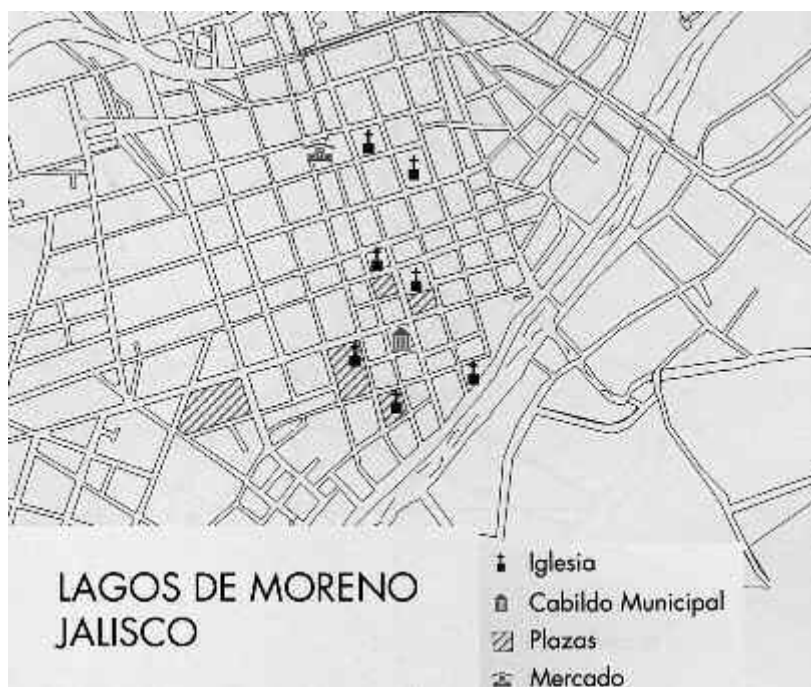 LAGOS DE MORENO
JALISCO
Iglesia
Cabildo Municipal
Plazas
Mercado